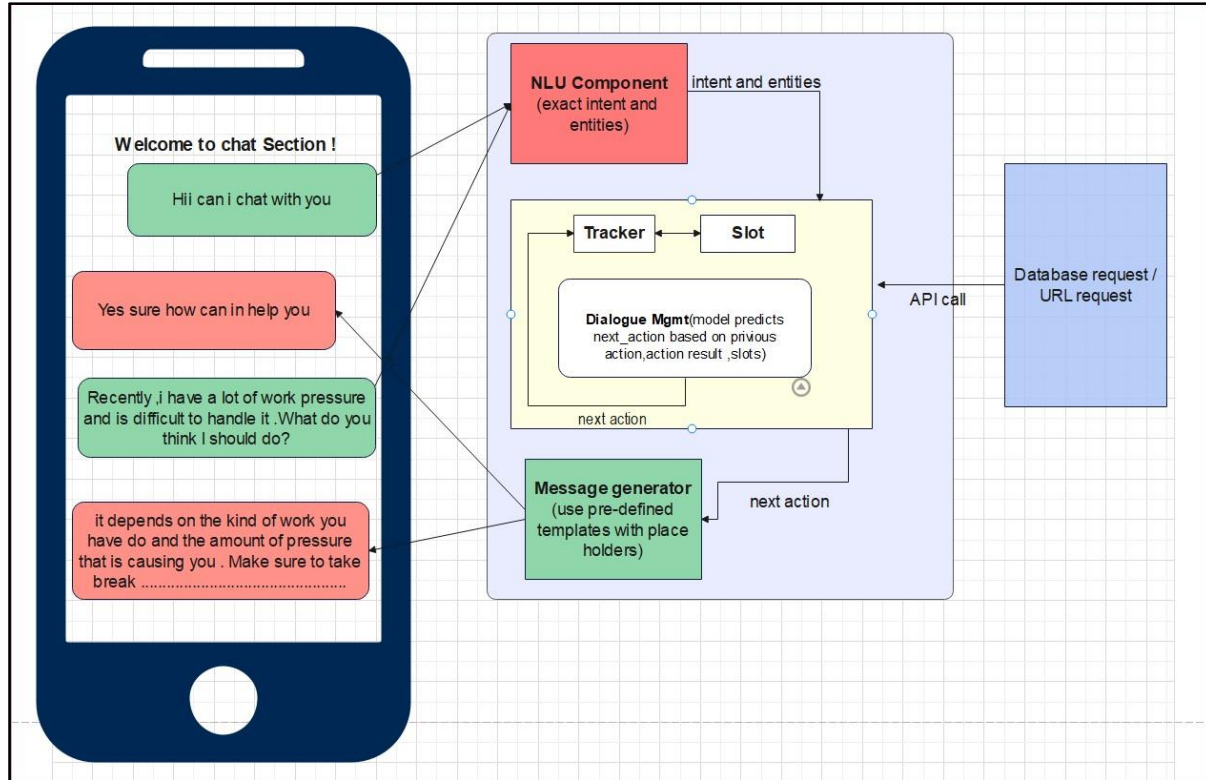 Welcome to chat Section !
Hii can i chat with you
Yes sure how can in help you
Recently ,i have a lot of work pressure
and is difficult to handle it .What do you
think I should do?
it depends on the kind of work you
have do and the amount of pressure
that is causing you . Make sure to take
break ................................................
NLU Component
(exact intent and
entities)
intent and entities
Tracker
Slot
Dialogue Mgmt(model predicts
next_action based on privious
action,action result ,slots)
next action
Message generator
(use pre-defined
templates with place
holders)
next action
API call
Database request /
URL request